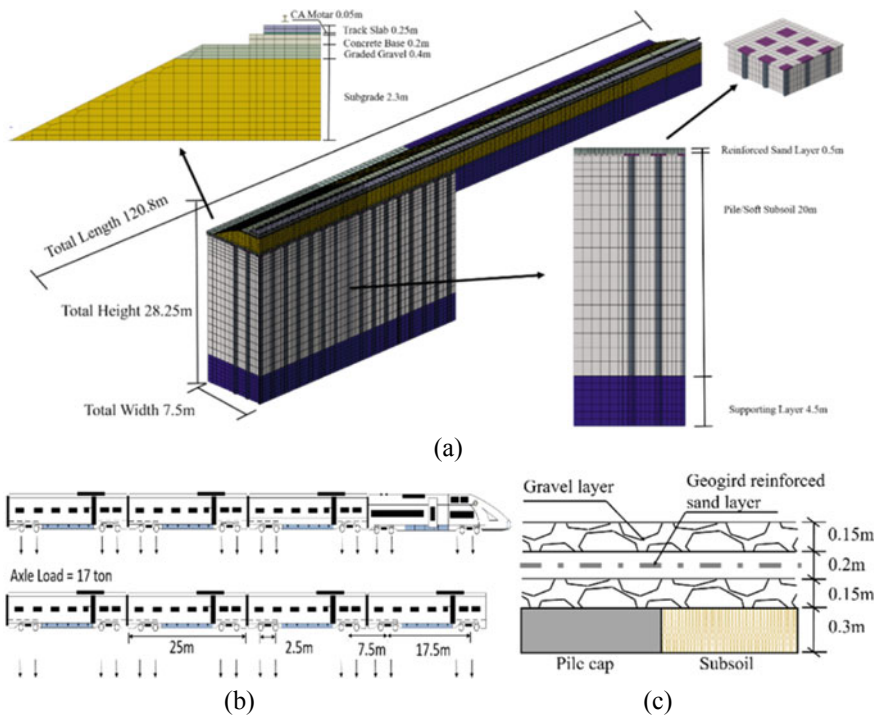 CA Motar 0.05m
Track Slab 0.25m
Concrete Base 0.2m
Graded Gravel 0.4m
Subgrade 2.3m
Total Length 120.8m
Total Height 28.25m
Total Width 7.5m
Reinforced Sand Layer 0.5m
Pile/Soft Subsoil 20m
Supporting Layer 4.5m
(a)
Axle Load = 17 ton
25m
2.5m
7.5m
17.5m
(b)
Gravel layer
Geogird reinforced
sand layer
0.15m
0.2m
0.15m
0.3m
Pile cap
Subsoil
(c)